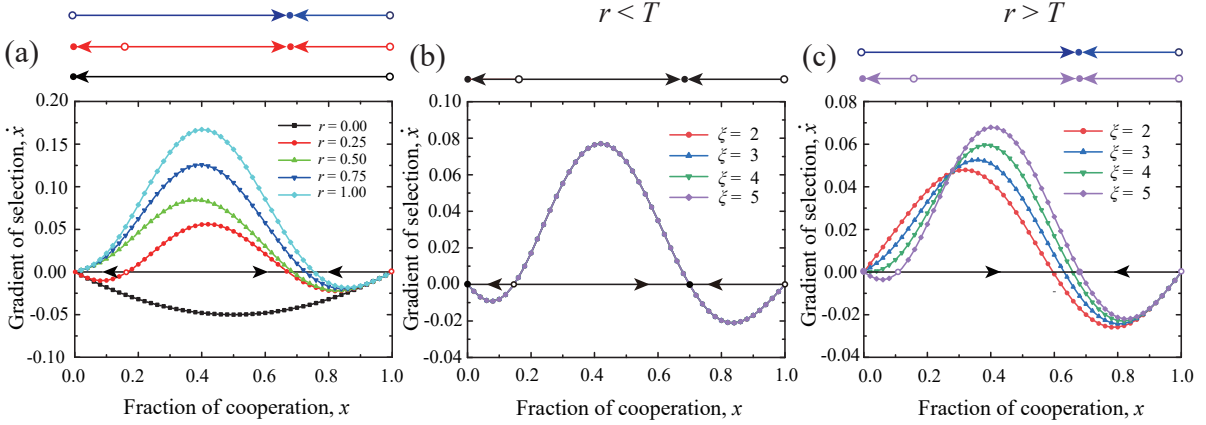 r < T
r > T
(a)
(b)
(c)
Gradient of selection, ẋ
0.20
0.15
0.10
0.05
0.00
-0.05
-0.10
r = 0.00
r = 0.25
r = 0.50
r = 0.75
r = 1.00
0.0 0.2 0.4 0.6 0.8 1.0
Fraction of cooperation, x
Gradient of selection, ẋ
0.10
0.08
0.06
0.04
0.02
0.00
-0.02
-0.04
ξ = 2
ξ = 3
ξ = 4
ξ = 5
0.0 0.2 0.4 0.6 0.8 1.0
Fraction of cooperation, x
Gradient of selection, ẋ
0.08
0.06
0.04
0.02
0.00
-0.02
-0.04
ξ = 2
ξ = 3
ξ = 4
ξ = 5
0.0 0.2 0.4 0.6 0.8 1.0
Fraction of cooperation, x